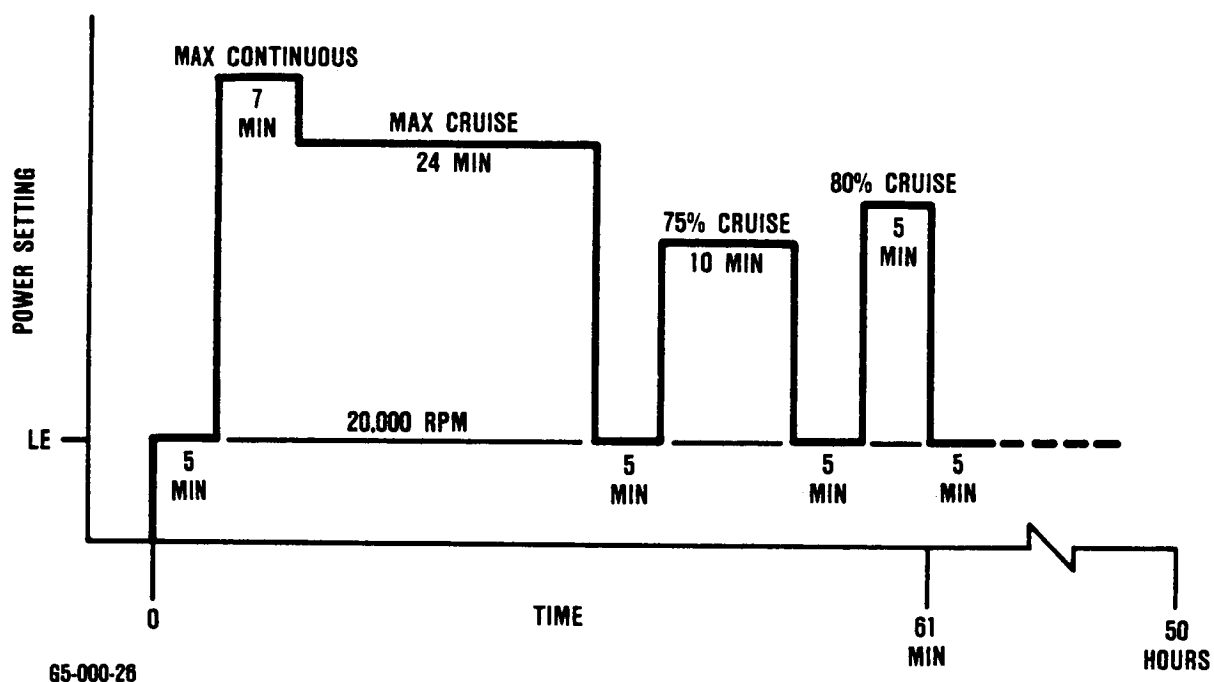 MAX CONTINUOUS
7
MIN
MAX CRUISE
24 MIN
80% CRUISE
5
MIN
75% CRUISE
10 MIN
POWER SETTING
20,000 RPM
LE
5
MIN
5
MIN
5
MIN
5
MIN
0
TIME
61
MIN
50
HOURS
G5-000-26